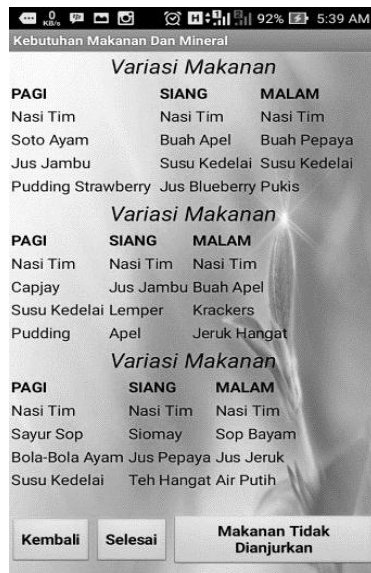 0 KB/s 92% 5:39 AM
Kebutuhan Makanan Dan Mineral
Variasi Makanan
PAGI SIANG MALAM
Nasi Tim Nasi Tim Nasi Tim
Soto Ayam Buah Apel Buah Pepaya
Jus Jambu Susu Kedelai Susu Kedelai
Pudding Strawberry Jus Blueberry Pukis
Variasi Makanan
PAGI SIANG MALAM
Nasi Tim Nasi Tim Nasi Tim
Capjay Jus Jambu Buah Apel
Susu Kedelai Lemper Krackers
Pudding Apel Jeruk Hangat
Variasi Makanan
PAGI SIANG MALAM
Nasi Tim Nasi Tim Nasi Tim
Sayur Sop Siomay Sop Bayam
Bola-Bola Ayam Jus Pepaya Jus Jeruk
Susu Kedelai Teh Hangat Air Putih
Kembali Selesai Makanan Tidak
Dianjurkan